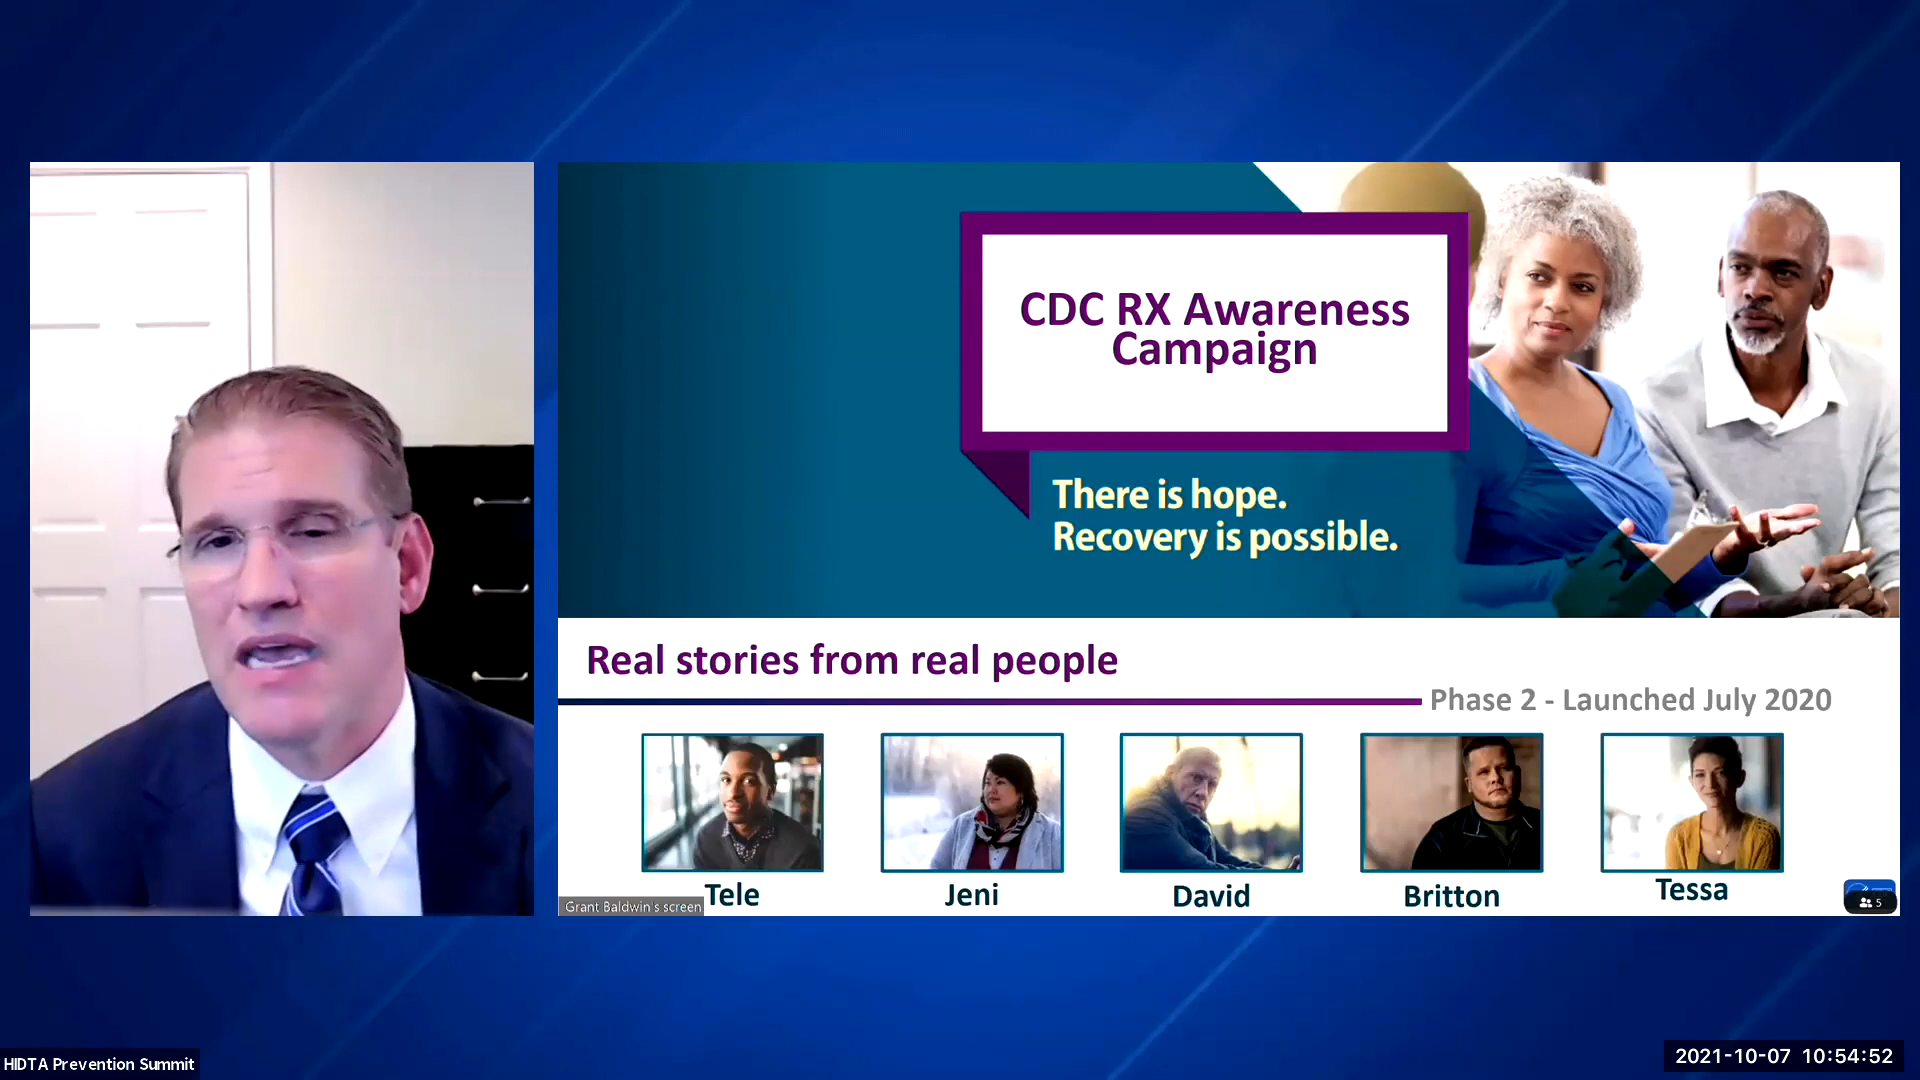 CDC RX Awareness
Campaign
There is hope.
Recovery is possible.
Real stories from real people
Phase 2 - Launched July 2020
Tele
Jeni
David
Britton
Tessa
Grant Baldwin's screen
5
HIDTA Prevention Summit
2021-10-07 10:54:52